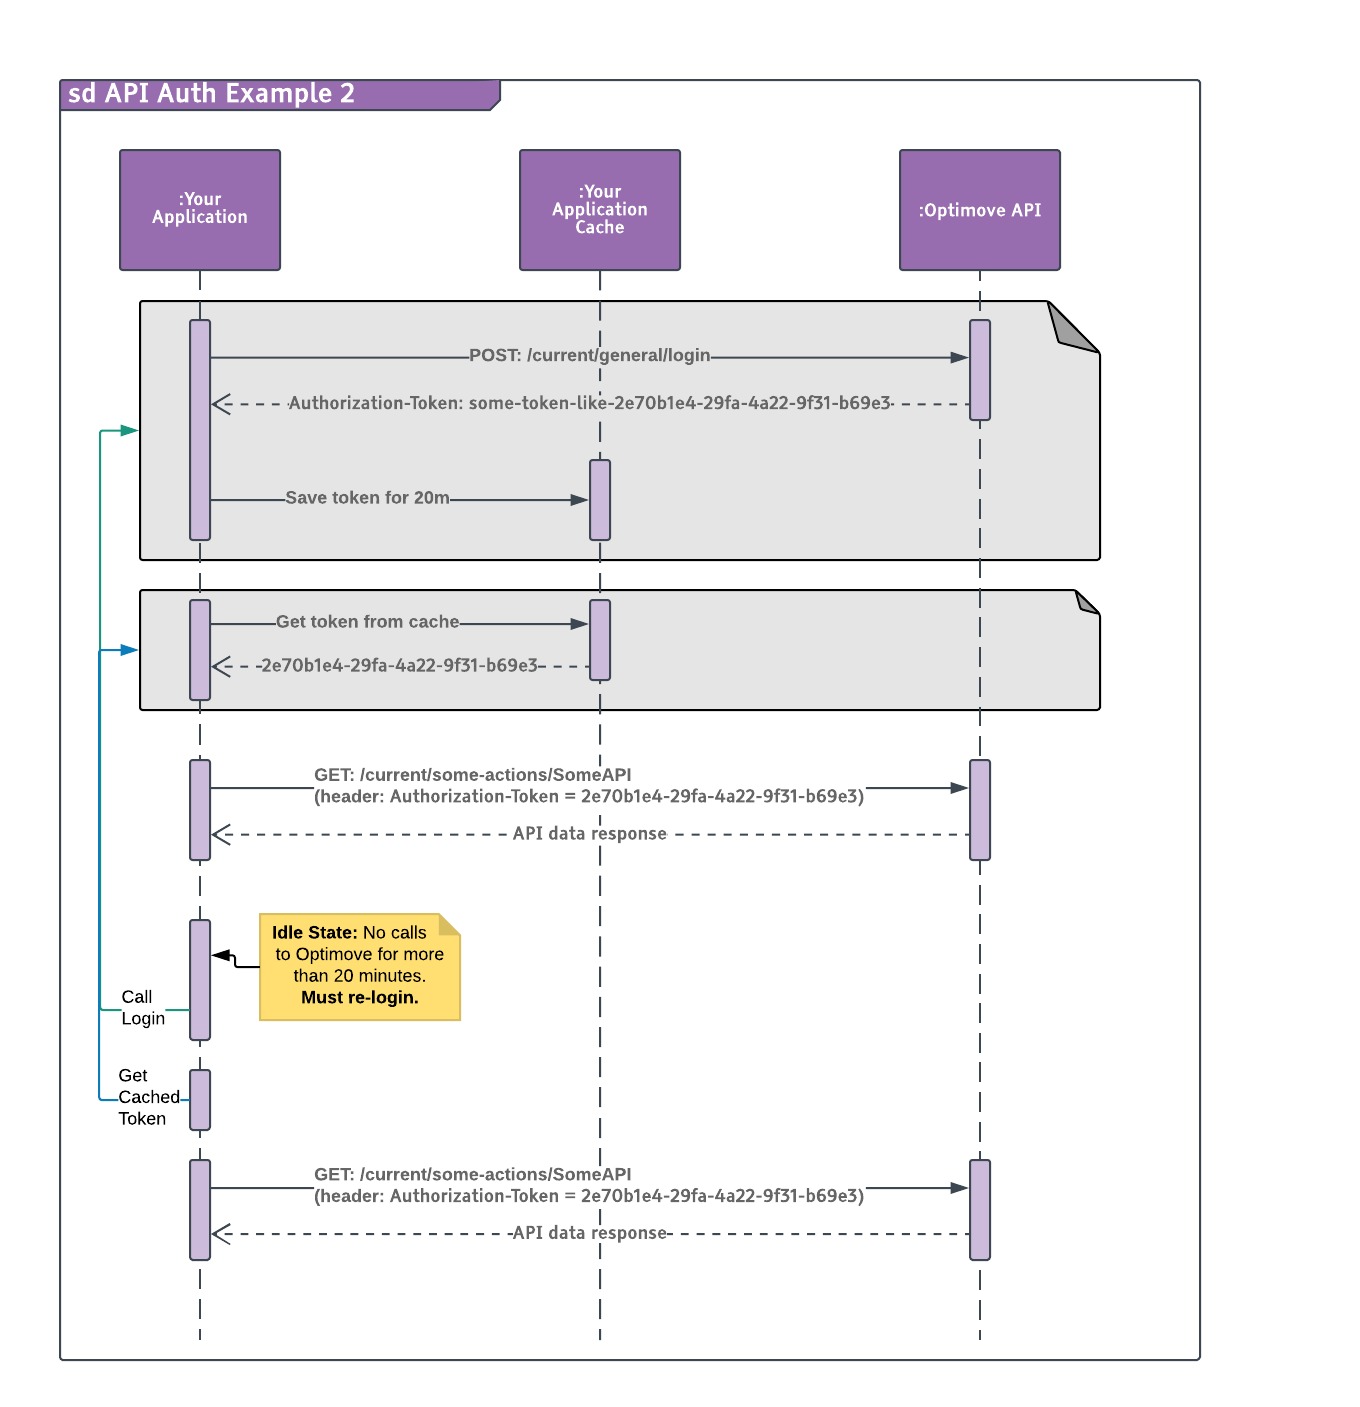 sd API Auth Example 2
:Your
Application
:Your
Application
Cache
:Optimove API
POST: /current/general/login
Authorization-Token: some-token-like-2e70b1e4-29fa-4a22-9f31-b69e3
Save token for 20m
Get token from cache
2e70b1e4-29fa-4a22-9f31-b69e3
GET: /current/some-actions/SomeAPI
(header: Authorization-Token = 2e70b1e4-29fa-4a22-9f31-b69e3)
API data response
Idle State: No calls
to Optimove for more
than 20 minutes.
Must re-login.
Call
Login
Get
Cached
Token
GET: /current/some-actions/SomeAPI
(header: Authorization-Token = 2e70b1e4-29fa-4a22-9f31-b69e3)
API data response